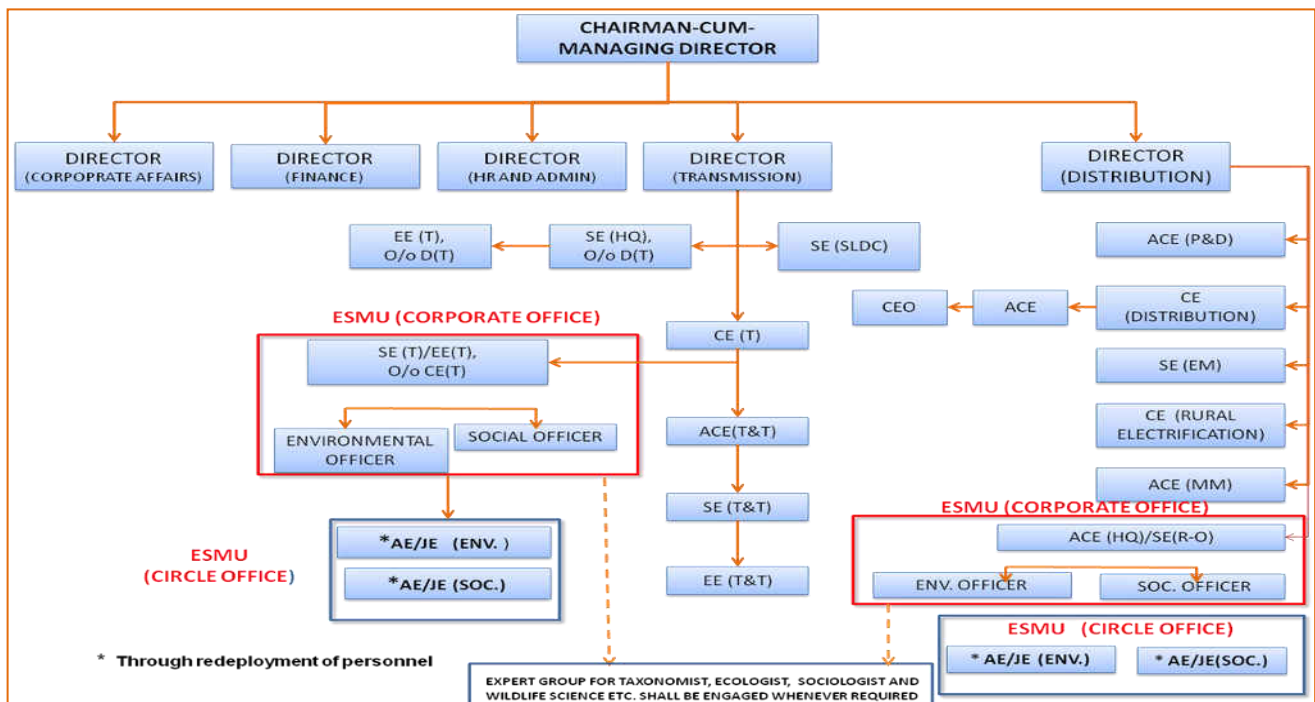 CHAIRMAN-CUM-
MANAGING DIRECTOR
DIRECTOR
(CORPOPRATE AFFAIRS)
DIRECTOR
(FINANCE)
DIRECTOR
(HR AND ADMIN)
DIRECTOR
(TRANSMISSION)
DIRECTOR
(DISTRIBUTION)
EE (T),
O/o D(T)
SE (HQ),
O/o D(T)
SE (SLDC)
ACE (P&D)
CEO
ACE
CE
(DISTRIBUTION)
ESMU (CORPORATE OFFICE)
SE (T)/EE(T),
O/o CE(T)
CE (T)
SE (EM)
ENVIRONMENTAL
OFFICER
SOCIAL OFFICER
ACE(T&T)
CE (RURAL
ELECTRIFICATION)
ACE (MM)
SE (T&T)
ESMU (CORPORATE OFFICE)
ACE (HQ)/SE(R-O)
ENV. OFFICER
SOC. OFFICER
ESMU
(CIRCLE OFFICE)
*AE/JE (ENV. )
*AE/JE (SOC.)
EE (T&T)
ESMU (CIRCLE OFFICE)
* AE/JE (ENV.)
* AE/JE(SOC.)
* Through redeployment of personnel
EXPERT GROUP FOR TAXONOMIST, ECOLOGIST, SOCIOLOGIST AND
WILDLIFE SCIENCE ETC. SHALL BE ENGAGED WHENEVER REQUIRED